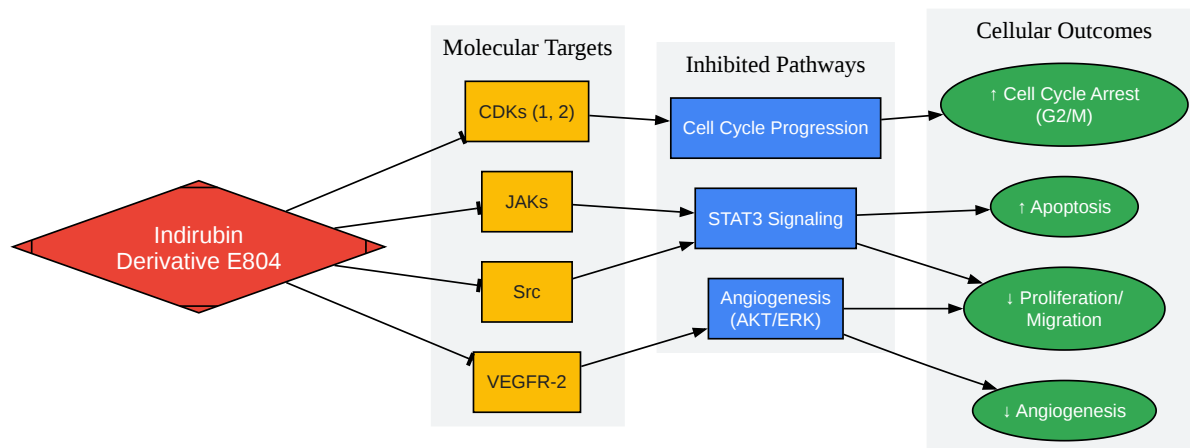 Indirubin
Derivative E804
Molecular Targets
CDKs (1, 2)
JAKs
Src
VEGFR-2
Inhibited Pathways
Cell Cycle Progression
STAT3 Signaling
Angiogenesis
(AKT/ERK)
Cellular Outcomes
↑ Cell Cycle Arrest
(G2/M)
↑ Apoptosis
↓ Proliferation/
Migration
↓ Angiogenesis